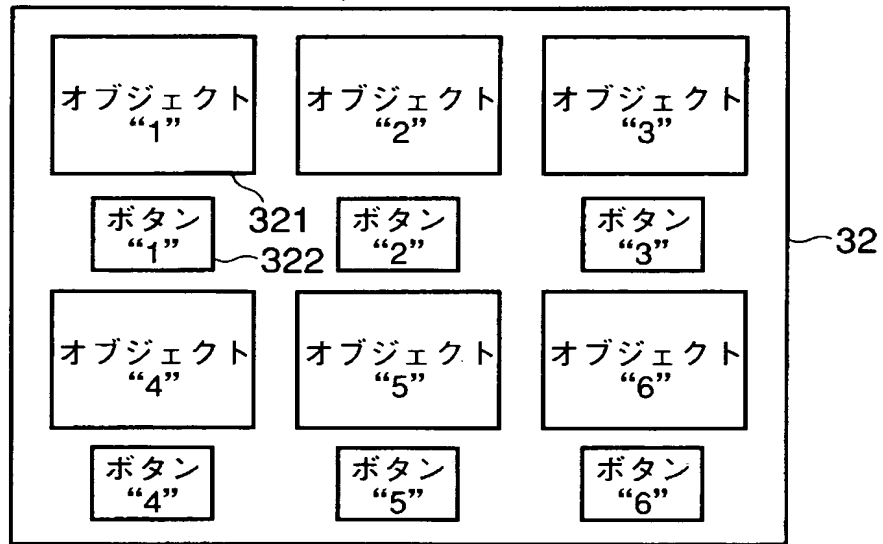 オブジェクト
“1”
オブジェクト
“2”
オブジェクト
“3”
321
ボタン
“1”
322
ボタン
“2”
ボタン
“3”
32
オブジェクト
“4”
オブジェクト
“5”
オブジェクト
“6”
ボタン
“4”
ボタン
“5”
ボタン
“6”